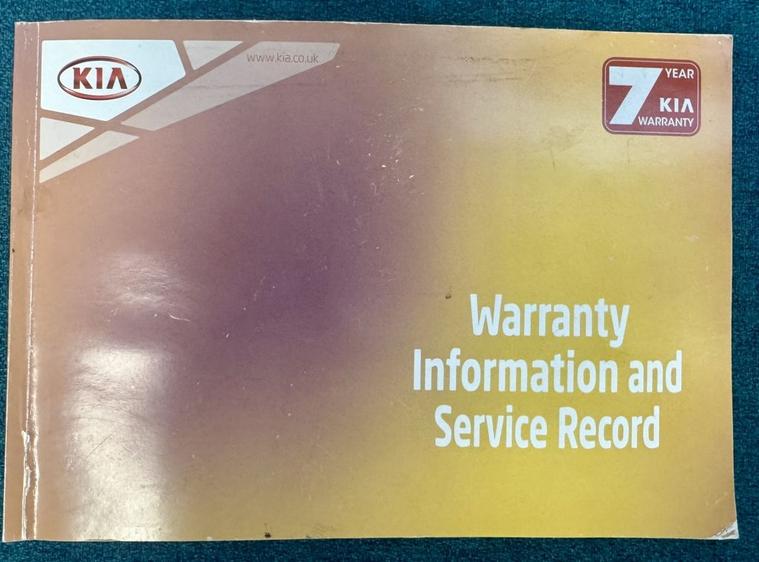 KIA
www.kia.co.uk
7 YEAR
KIA
WARRANTY
Warranty
Information and
Service Record